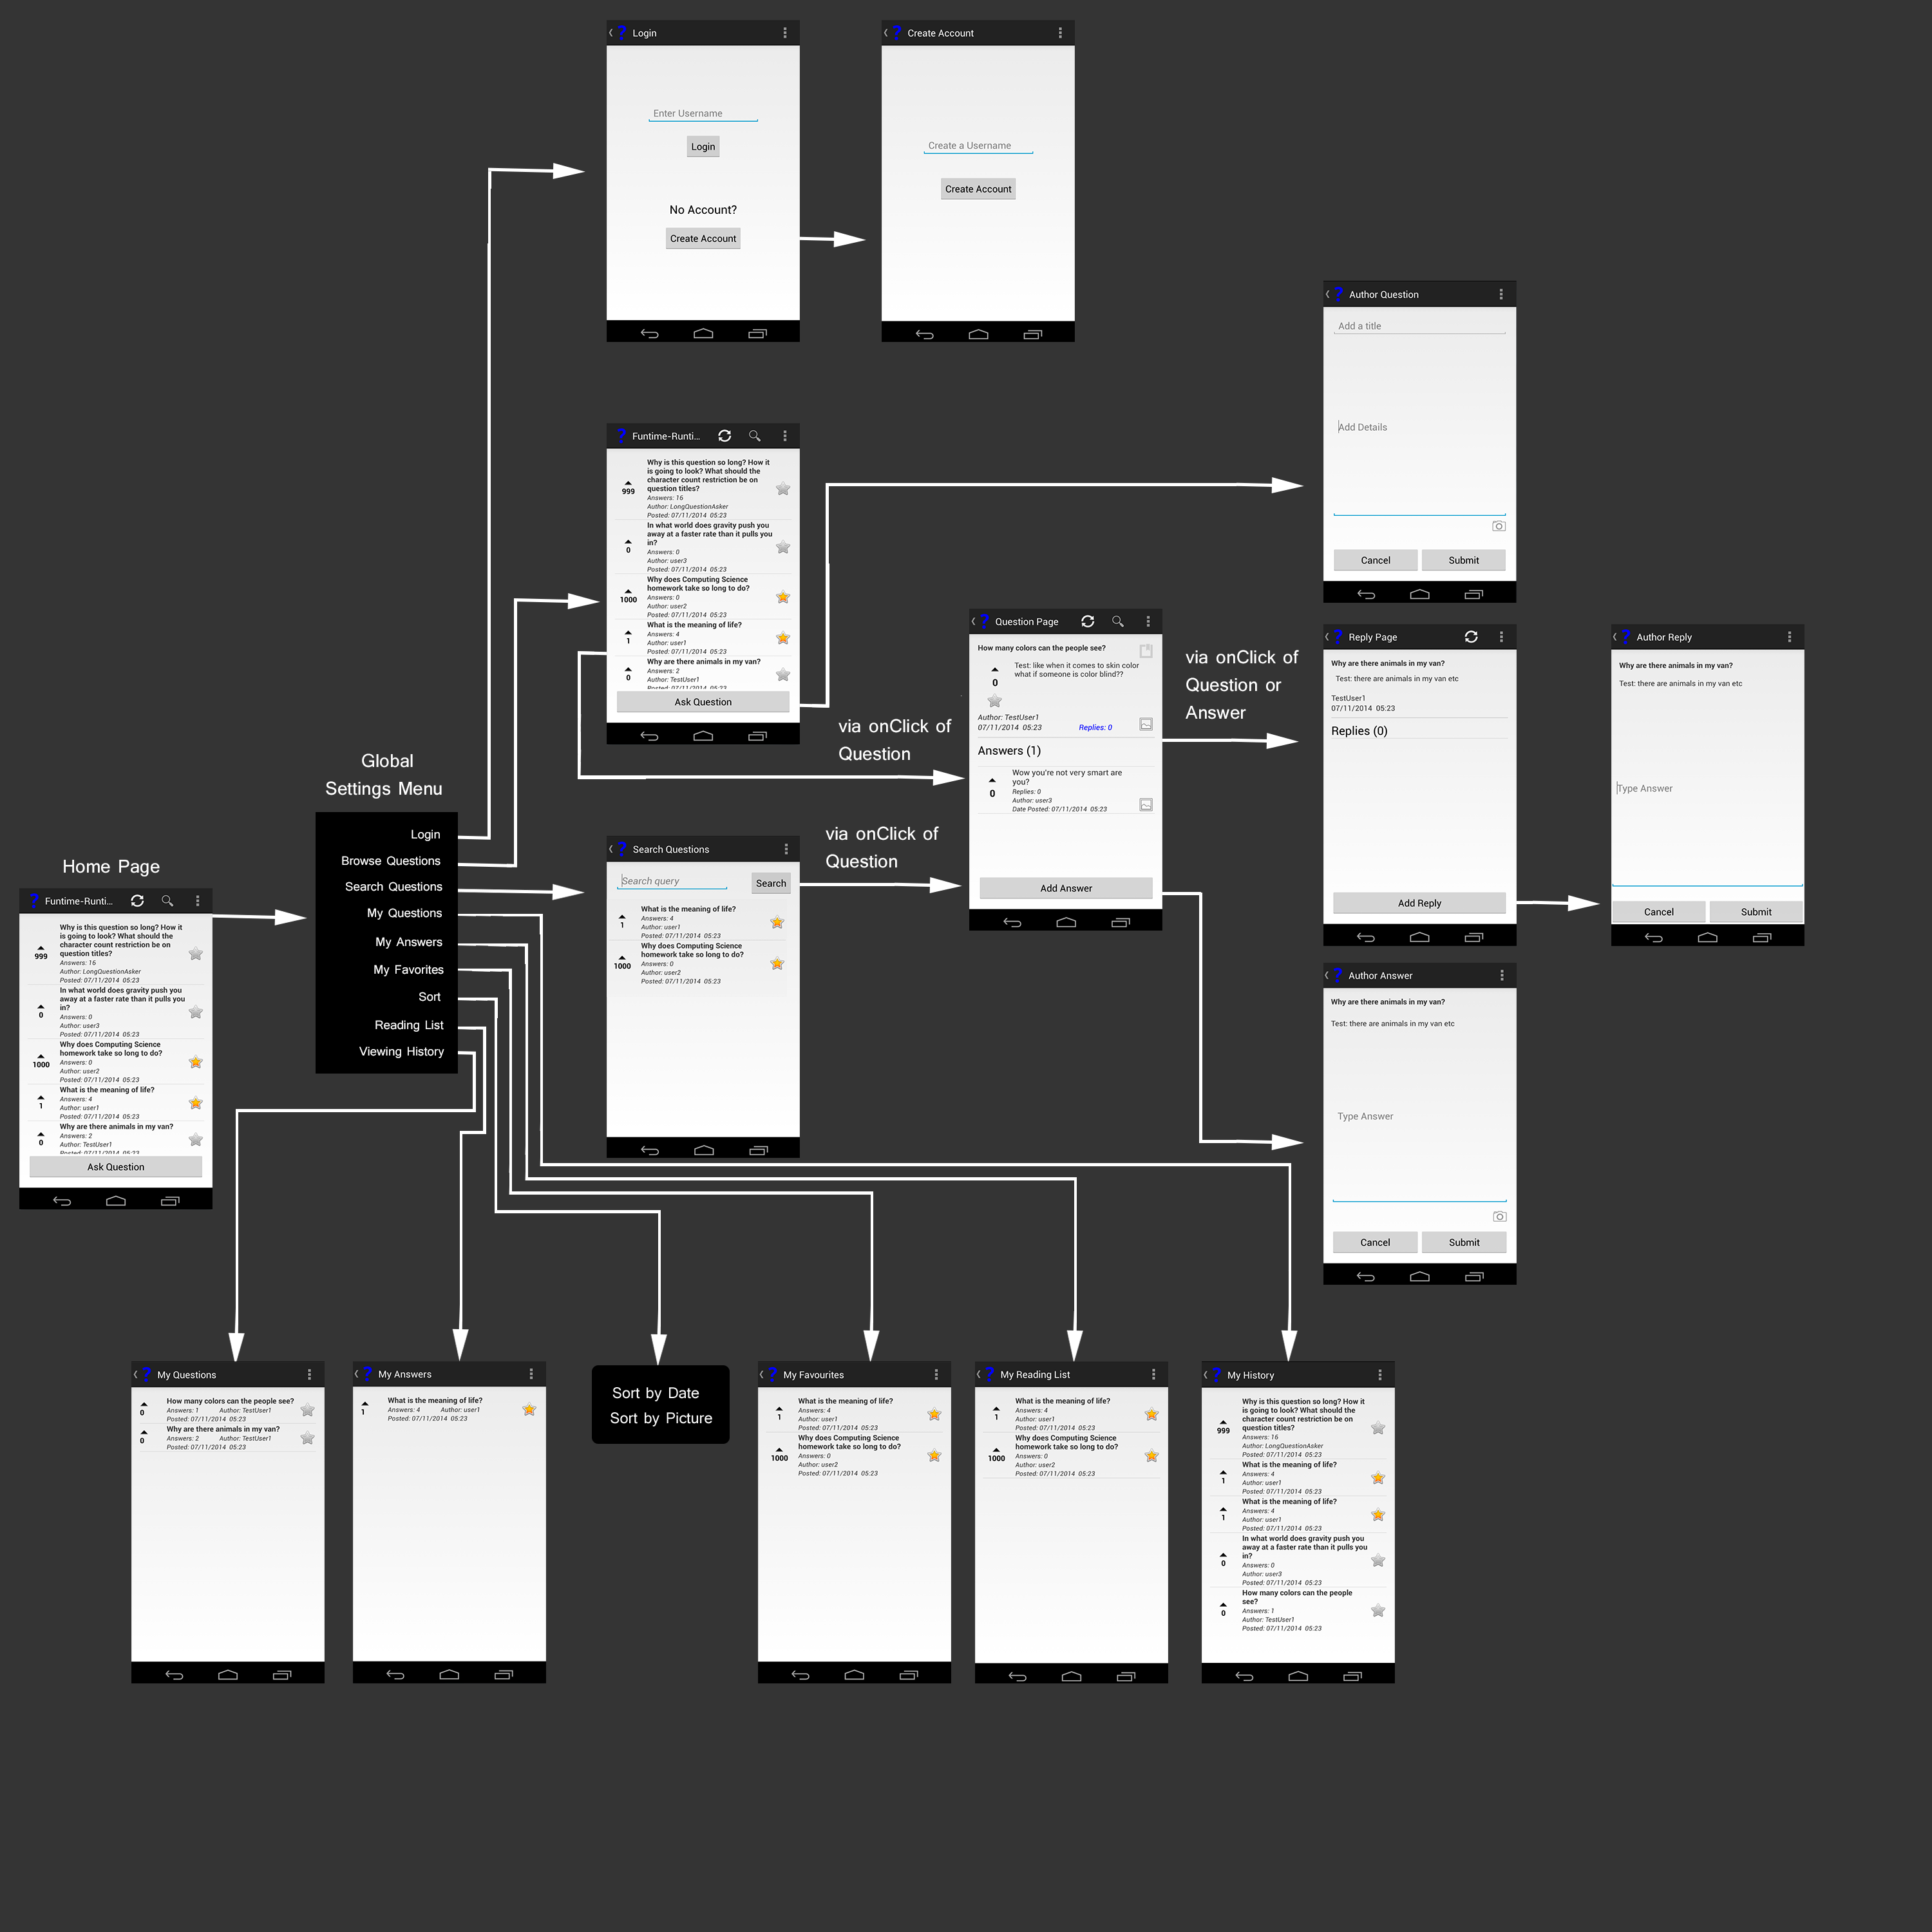 Login
Enter Username
Login
No Account?
Create Account
Create Account
Create a Username
Create Account
Author Question
Add a title
Add Details
Cancel
Submit
Funtime-Runti...
Why is this question so long? How it
is going to look? What should the
character count restriction be on
question titles?
999
Answers: 16
Author: LongQuestionAsker
Posted: 07/11/2014 05:23
In what world does gravity push you
away at a faster rate than it pulls you
in?
0
Answers: 0
Author: user3
Posted: 07/11/2014 05:23
Why does Computing Science
homework take so long to do?
1000
Answers: 0
Author: user2
Posted: 07/11/2014 05:23
What is the meaning of life?
1
Answers: 4
Author: user1
Posted: 07/11/2014 05:23
Why are there animals in my van?
0
Answers: 2
Author: TestUser1
Posted: 07/11/2014 05:23
Ask Question
via onClick of
Question
Question Page
How many colors can the people see?
Test: like when it comes to skin color
what if someone is color blind??
0
Author: TestUser1
07/11/2014 05:23
Replies: 0
Answers (1)
Wow you're not very smart are
you?
0
Replies: 0
Author: user3
Date Posted: 07/11/2014 05:23
Add Answer
via onClick of
Question or
Answer
Reply Page
Why are there animals in my van?
Test: there are animals in my van etc
TestUser1
07/11/2014 05:23
Replies (0)
Add Reply
Author Reply
Why are there animals in my van?
Test: there are animals in my van etc
Type Answer
Cancel
Submit
Global
Settings Menu
Login
Browse Questions
Search Questions
My Questions
My Answers
My Favorites
Sort
Reading List
Viewing History
Home Page
Funtime-Runti...
Why is this question so long? How it
is going to look? What should the
character count restriction be on
question titles?
999
Answers: 16
Author: LongQuestionAsker
Posted: 07/11/2014 05:23
In what world does gravity push you
away at a faster rate than it pulls you
in?
0
Answers: 0
Author: user3
Posted: 07/11/2014 05:23
Why does Computing Science
homework take so long to do?
1000
Answers: 0
Author: user2
Posted: 07/11/2014 05:23
What is the meaning of life?
1
Answers: 4
Author: user1
Posted: 07/11/2014 05:23
Why are there animals in my van?
0
Answers: 2
Author: TestUser1
Posted: 07/11/2014 05:23
Ask Question
Search Questions
Search query
Search
What is the meaning of life?
1
Answers: 4
Author: user1
Posted: 07/11/2014 05:23
Why does Computing Science
homework take so long to do?
1000
Answers: 0
Author: user2
Posted: 07/11/2014 05:23
via onClick of
Question
Author Answer
Why are there animals in my van?
Test: there are animals in my van etc
Type Answer
Cancel
Submit
My Questions
How many colors can the people see?
0
Answers: 1 Author: TestUser1
Posted: 07/11/2014 05:23
Why are there animals in my van?
0
Answers: 2 Author: TestUser1
Posted: 07/11/2014 05:23
My Answers
What is the meaning of life?
1
Answers: 4 Author: user1
Posted: 07/11/2014 05:23
Sort by Date
Sort by Picture
My Favourites
What is the meaning of life?
1
Answers: 4
Author: user1
Posted: 07/11/2014 05:23
Why does Computing Science
homework take so long to do?
1000
Answers: 0
Author: user2
Posted: 07/11/2014 05:23
My Reading List
What is the meaning of life?
1
Answers: 4
Author: user1
Posted: 07/11/2014 05:23
Why does Computing Science
homework take so long to do?
1000
Answers: 0
Author: user2
Posted: 07/11/2014 05:23
My History
Why is this question so long? How it
is going to look? What should the
character count restriction be on
question titles?
999
Answers: 16
Author: LongQuestionAsker
Posted: 07/11/2014 05:23
What is the meaning of life?
1
Answers: 4
Author: user1
Posted: 07/11/2014 05:23
What is the meaning of life?
1
Answers: 4
Author: user1
Posted: 07/11/2014 05:23
In what world does gravity push you
away at a faster rate than it pulls you
in?
0
Answers: 0
Author: user3
Posted: 07/11/2014 05:23
How many colors can the people
see?
0
Answers: 1
Author: TestUser1
Posted: 07/11/2014 05:23